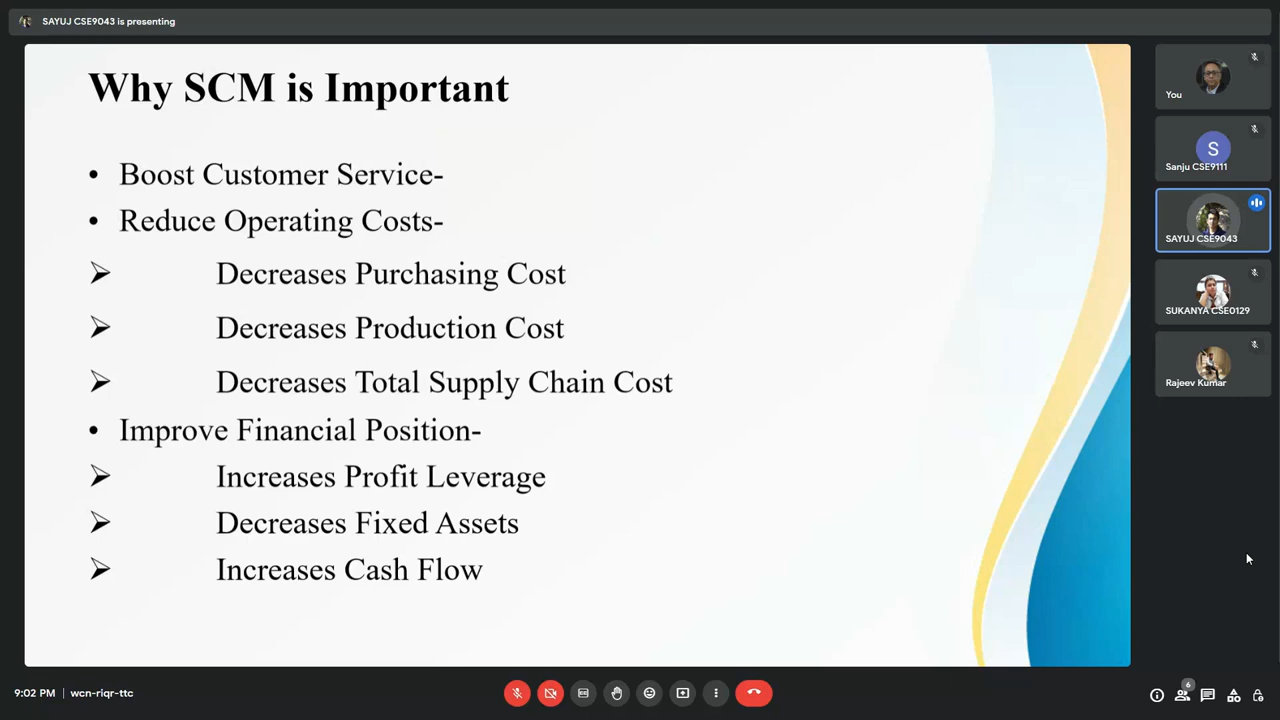 SAYUJ CSE9043 is presenting
Why SCM is Important
• Boost Customer Service-
• Reduce Operating Costs-
➢ Decreases Purchasing Cost
➢ Decreases Production Cost
➢ Decreases Total Supply Chain Cost
• Improve Financial Position-
➢ Increases Profit Leverage
➢ Decreases Fixed Assets
➢ Increases Cash Flow
You
S
Sanju CSE9111
SAYUJ CSE9043
SUKANYA CSE0129
Rajeev Kumar
9:02 PM | wcn-riqr-ttc
6